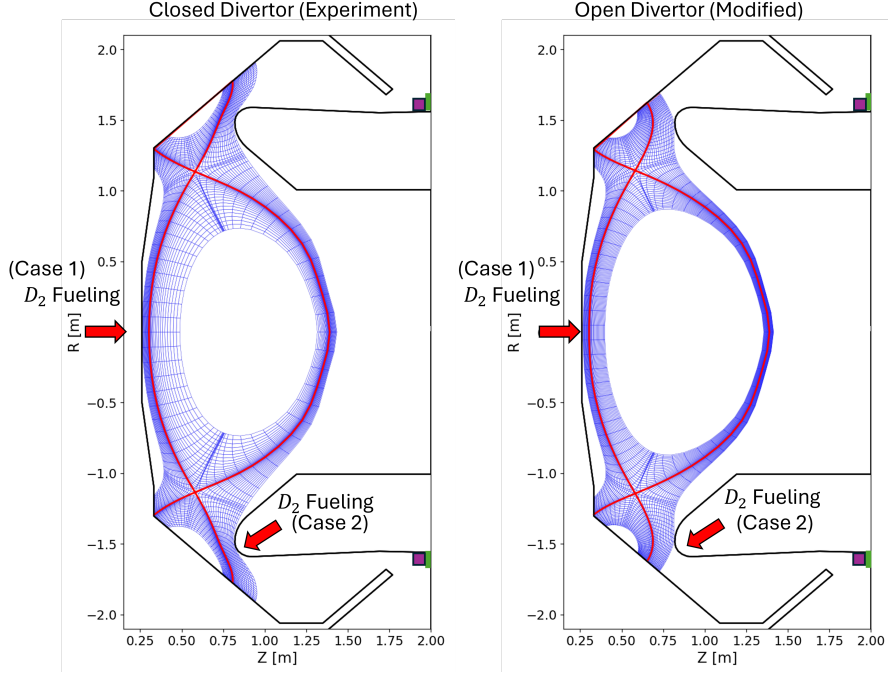 Closed Divertor (Experiment)
2.0
1.5
1.0
0.5
0.0
−0.5
−1.0
−1.5
−2.0
R [m]
(Case 1)
D₂ Fueling
D₂ Fueling
(Case 2)
0.25 0.50 0.75 1.00 1.25 1.50 1.75 2.00
Z [m]
Open Divertor (Modified)
2.0
1.5
1.0
0.5
0.0
−0.5
−1.0
−1.5
−2.0
R [m]
(Case 1)
D₂ Fueling
D₂ Fueling
(Case 2)
0.25 0.50 0.75 1.00 1.25 1.50 1.75 2.00
Z [m]